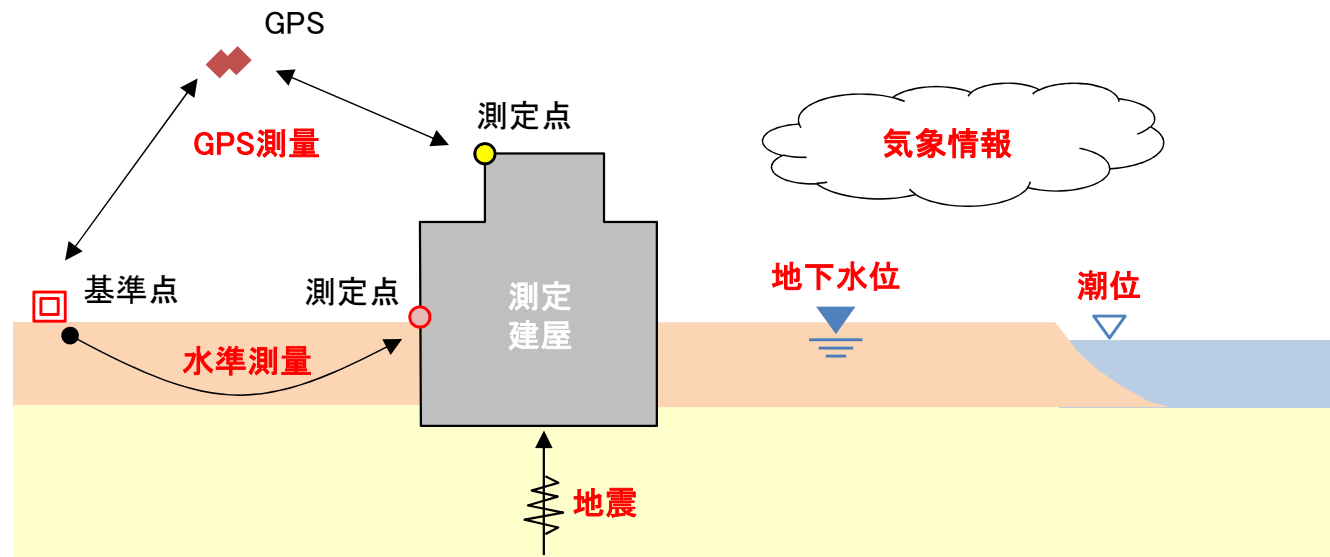 GPS
測定点
GPS測量
気象情報
基準点
測定点
測定
建屋
地下水位
潮位
水準測量
地震